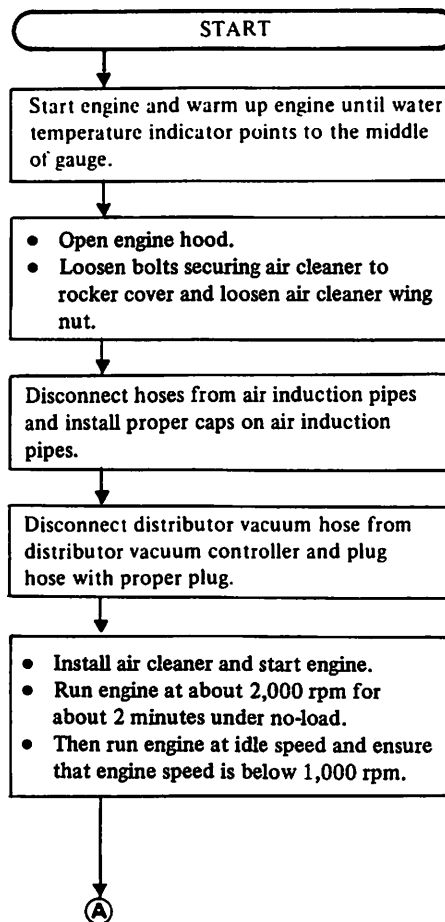 START
Start engine and warm up engine until water
temperature indicator points to the middle
of gauge.
● Open engine hood.
● Loosen bolts securing air cleaner to
rocker cover and loosen air cleaner wing
nut.
Disconnect hoses from air induction pipes
and install proper caps on air induction
pipes.
Disconnect distributor vacuum hose from
distributor vacuum controller and plug
hose with proper plug.
● Install air cleaner and start engine.
● Run engine at about 2,000 rpm for
about 2 minutes under no-load.
● Then run engine at idle speed and ensure
that engine speed is below 1,000 rpm.
A